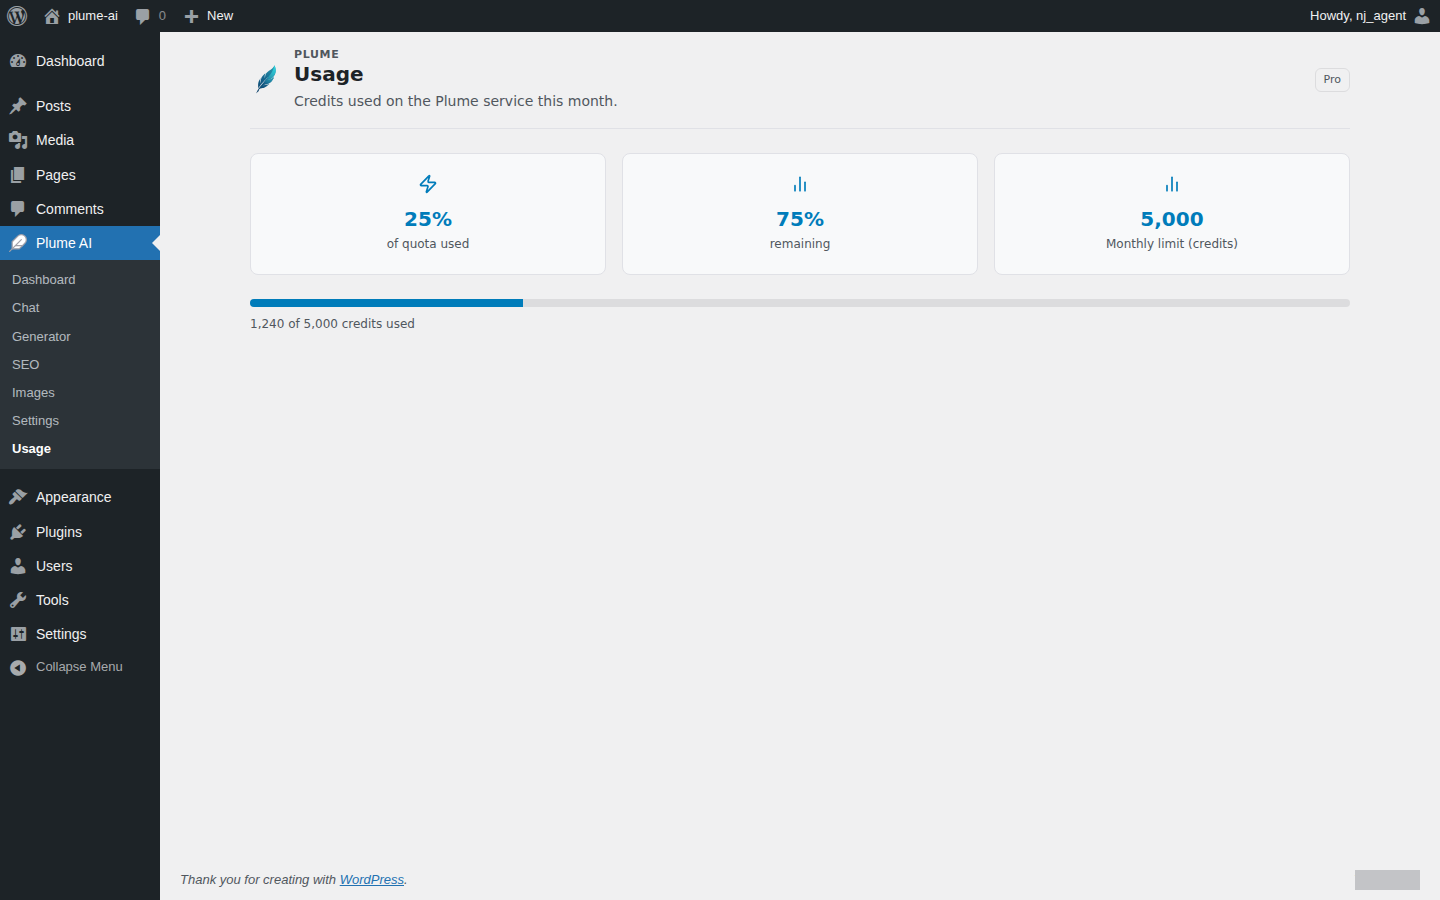 plume-ai
0
New
Howdy, nj_agent
Dashboard
Posts
Media
Pages
Comments
Plume AI
Dashboard
Chat
Generator
SEO
Images
Settings
Usage
Appearance
Plugins
Users
Tools
Settings
Collapse Menu
PLUME
Usage
Credits used on the Plume service this month.
Pro
25%
of quota used
75%
remaining
5,000
Monthly limit (credits)
1,240 of 5,000 credits used
Thank you for creating with WordPress.